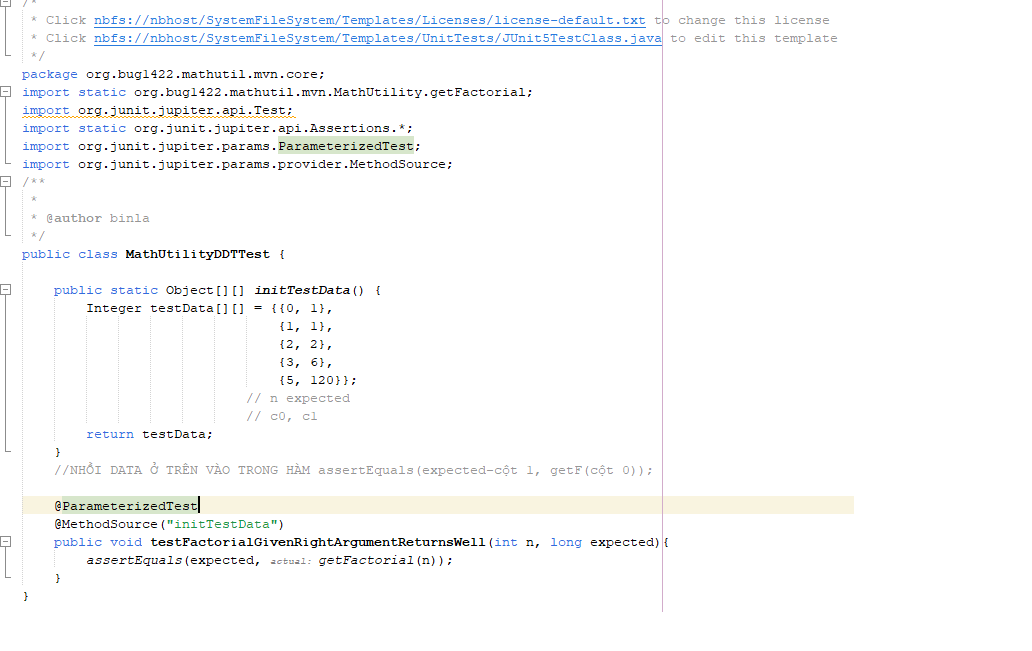 /*
 * Click nbfs://nbhost/SystemFileSystem/Templates/Licenses/license-default.txt to change this license
 * Click nbfs://nbhost/SystemFileSystem/Templates/UnitTests/JUnit5TestClass.java to edit this template
 */
package org.bug1422.mathutil.mvn.core;
import static org.bug1422.mathutil.mvn.MathUtility.getFactorial;
import org.junit.jupiter.api.Test;
import static org.junit.jupiter.api.Assertions.*;
import org.junit.jupiter.params.ParameterizedTest;
import org.junit.jupiter.params.provider.MethodSource;
/**
 *
 * @author binla
 */
public class MathUtilityDDTTest {
    public static Object[][] initTestData() {
        Integer testData[][] = {{0, 1},
                                {1, 1},
                                {2, 2},
                                {3, 6},
                                {5, 120}};
                            // n expected
                            // c0, c1
        return testData;
    }
    //NHỒI DATA Ở TRÊN VÀO TRONG HÀM assertEquals(expected-cột 1, getF(cột 0));
    @ParameterizedTest
    @MethodSource("initTestData")
    public void testFactorialGivenRightArgumentReturnsWell(int n, long expected){
        assertEquals(expected, actual: getFactorial(n));
    }
}